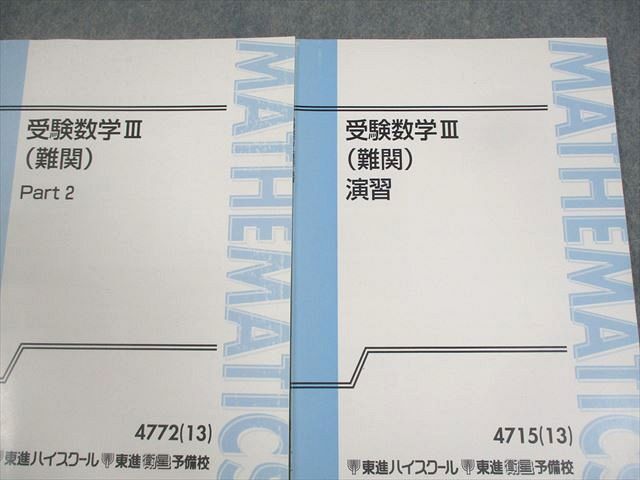 受験数学Ⅲ
（難関）
Part 2
MATHEMATICS
4772(13)
東進ハイスクール 東進衛星予備校
受験数学Ⅲ
（難関）
演習
MATHEMATICS
4715(13)
東進ハイスクール 東進衛星予備校